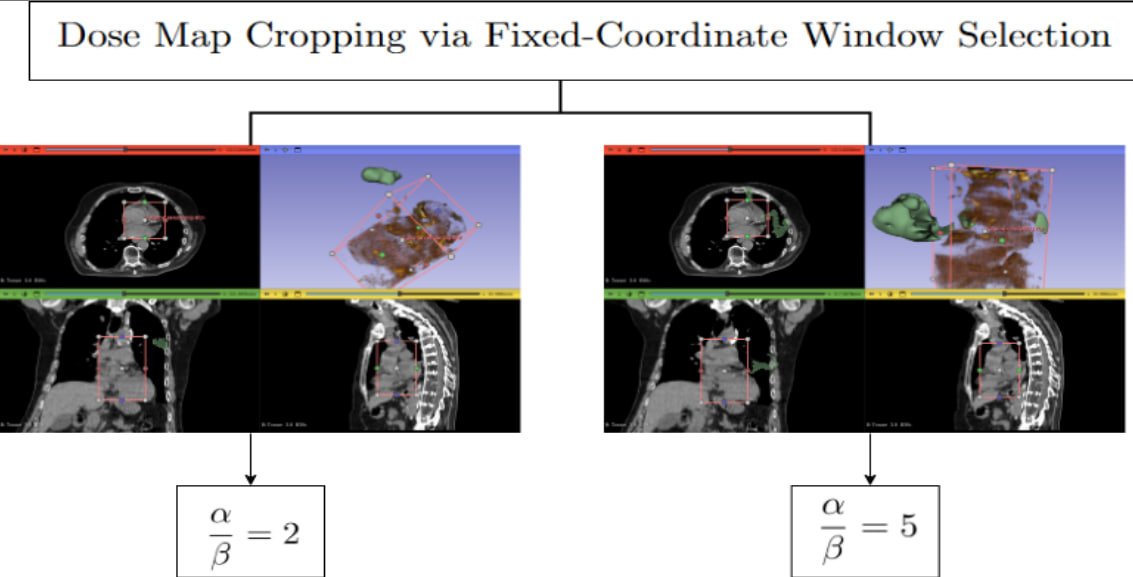 Dose Map Cropping via Fixed-Coordinate Window Selection
α/β = 2
α/β = 5